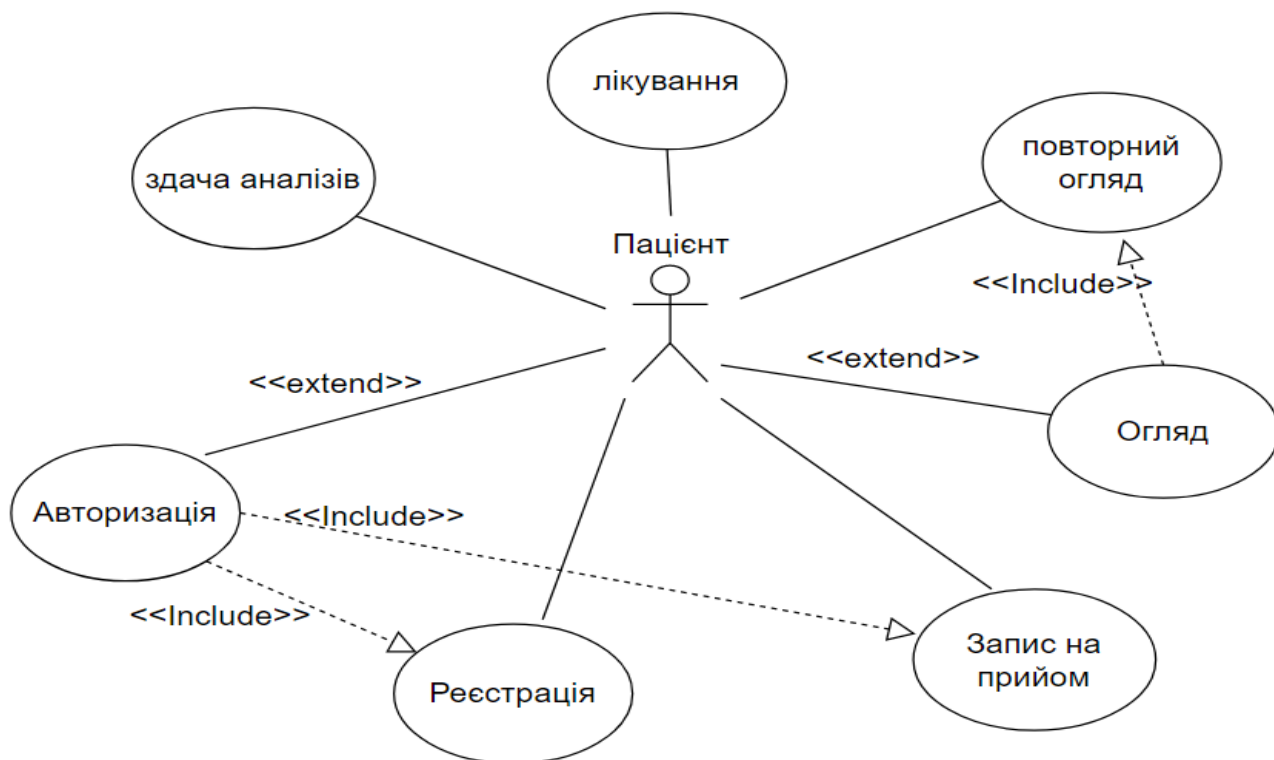 лікування
здача аналізів
повторний
огляд
Пацієнт
<<Include>>
<<extend>>
<<extend>>
Огляд
Авторизація
<<Include>>
<<Include>>
Реєстрація
Запис на
прийом